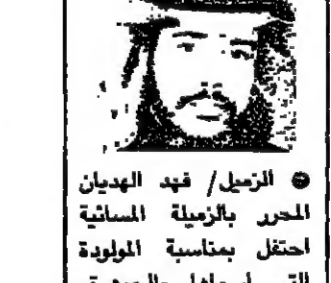 ● الزميل/ فهد الهديان
المحرر بالزميلة المسائية
احتفل بمناسبة المولودة